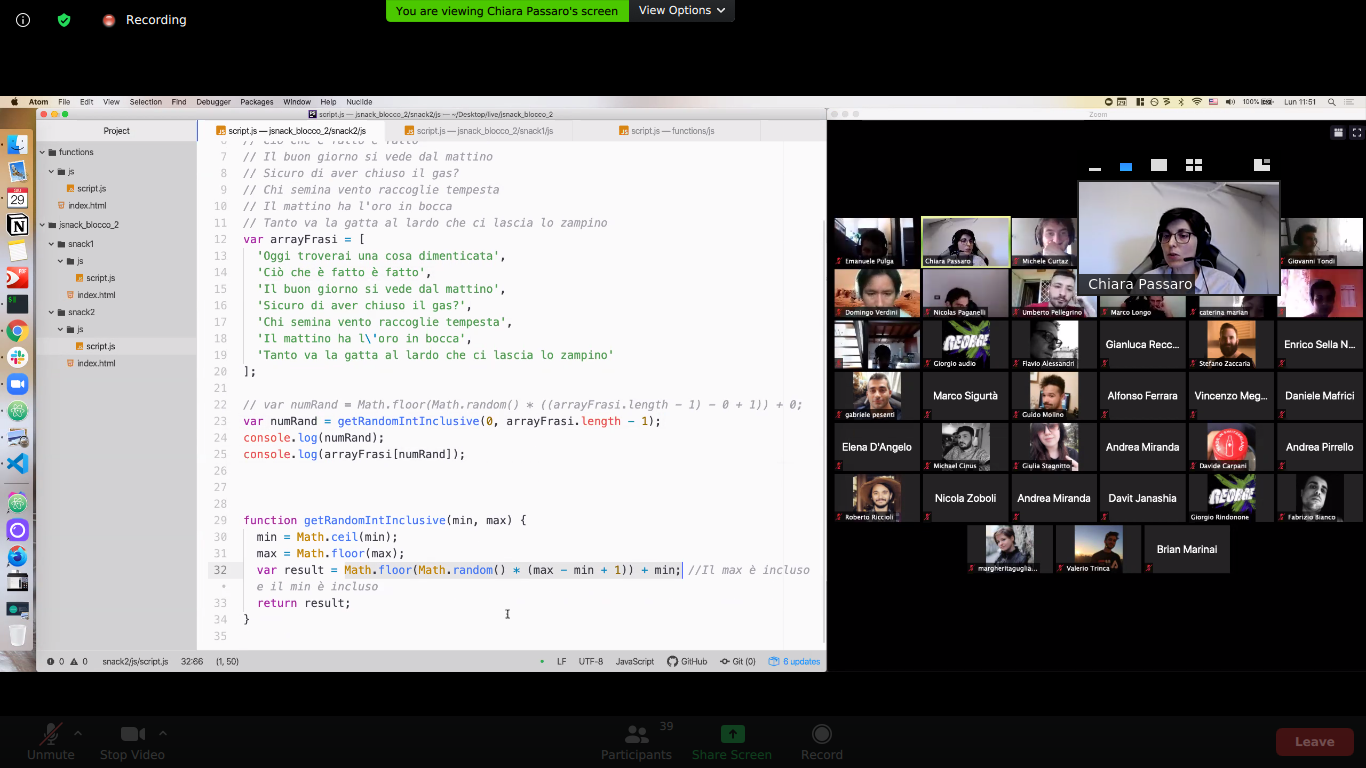 Recording
You are viewing Chiara Passaro's screen
View Options
Atom File Edit View Selection Find Debugger Packages Window Help Nuclide
100%
Lun 11:51
script.js — jsnack_blocco_2/snack2/js — ~/Desktop/live/jsnack_blocco_2
Zoom
Project
script.js — jsnack_blocco_2/snack2/js
script.js — jsnack_blocco_2/snack1/js
script.js — functions/js
functions
js
script.js
index.html
jsnack_blocco_2
snack1
js
script.js
index.html
snack2
js
script.js
index.html
29
6 // Ciò che è fatto è fatto
7 // Il buon giorno si vede dal mattino
8 // Sicuro di aver chiuso il gas?
9 // Chi semina vento raccoglie tempesta
10 // Il mattino ha l'oro in bocca
11 // Tanto va la gatta al lardo che ci lascia lo zampino
12 var arrayFrasi = [
13 'Oggi troverai una cosa dimenticata',
14 'Ciò che è fatto è fatto',
15 'Il buon giorno si vede dal mattino',
16 'Sicuro di aver chiuso il gas?',
17 'Chi semina vento raccoglie tempesta',
18 'Il mattino ha l\'oro in bocca',
19 'Tanto va la gatta al lardo che ci lascia lo zampino'
20 ];
21
22 // var numRand = Math.floor(Math.random() * ((arrayFrasi.length - 1) - 0 + 1)) + 0;
23 var numRand = getRandomIntInclusive(0, arrayFrasi.length - 1);
24 console.log(numRand);
25 console.log(arrayFrasi[numRand]);
26
27
28
29 function getRandomIntInclusive(min, max) {
30 min = Math.ceil(min);
31 max = Math.floor(max);
32 var result = Math.floor(Math.random() * (max - min + 1)) + min; //Il max è incluso
• e il min è incluso
33 return result;
34 }
35
0 0 snack2/js/script.js 32:66 (1, 50)
LF UTF-8 JavaScript GitHub Git (0) 6 updates
Chiara Passaro
Emanuele Pulga
Chiara Passaro
Michele Curtaz
Giovanni Tondi
Domingo Verdini
Nicolas Paganelli
Umberto Pellegrino
Marco Longo
caterina marian
Giorgio audio
Flavio Alessandri
Gianluca Recc...
Stefano Zaccaria
Enrico Sella N...
gabriele pesenti
Marco Sigurtà
Guido Molino
Alfonso Ferrara
Vincenzo Meg...
Daniele Mafrici
Elena D'Angelo
Michael Cinus
Giulia Stagnitto
Andrea Miranda
Davide Carpani
Andrea Pirrello
Roberto Riccioli
Nicola Zoboli
Andrea Miranda
Davit Janashia
Giorgio Rindonone
Fabrizio Bianco
margheritaguglia...
Valerio Trinca
Brian Marinai
Unmute
Stop Video
Participants
39
Share Screen
Record
Leave